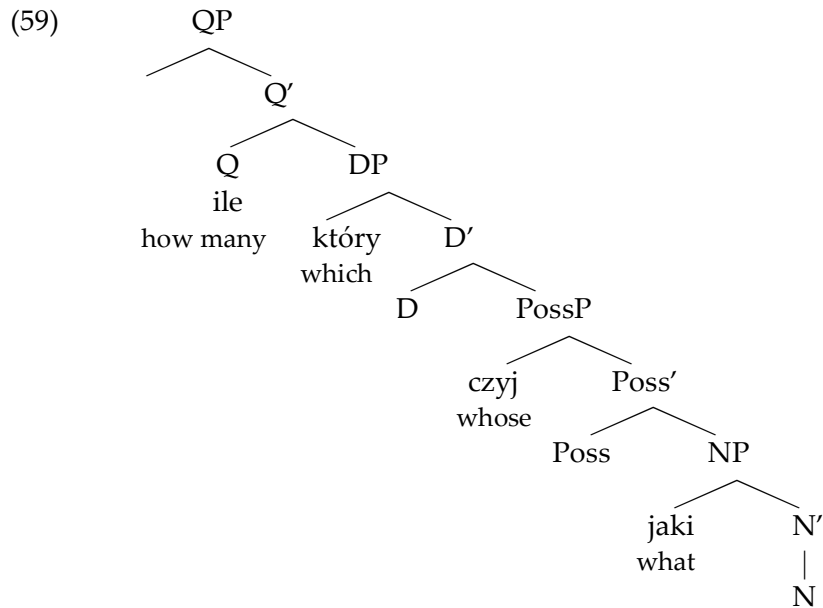 (59) QP
Q'
Q DP
ile
how many
który D'
which
D PossP
czyj Poss'
whose
Poss NP
jaki N'
what
N